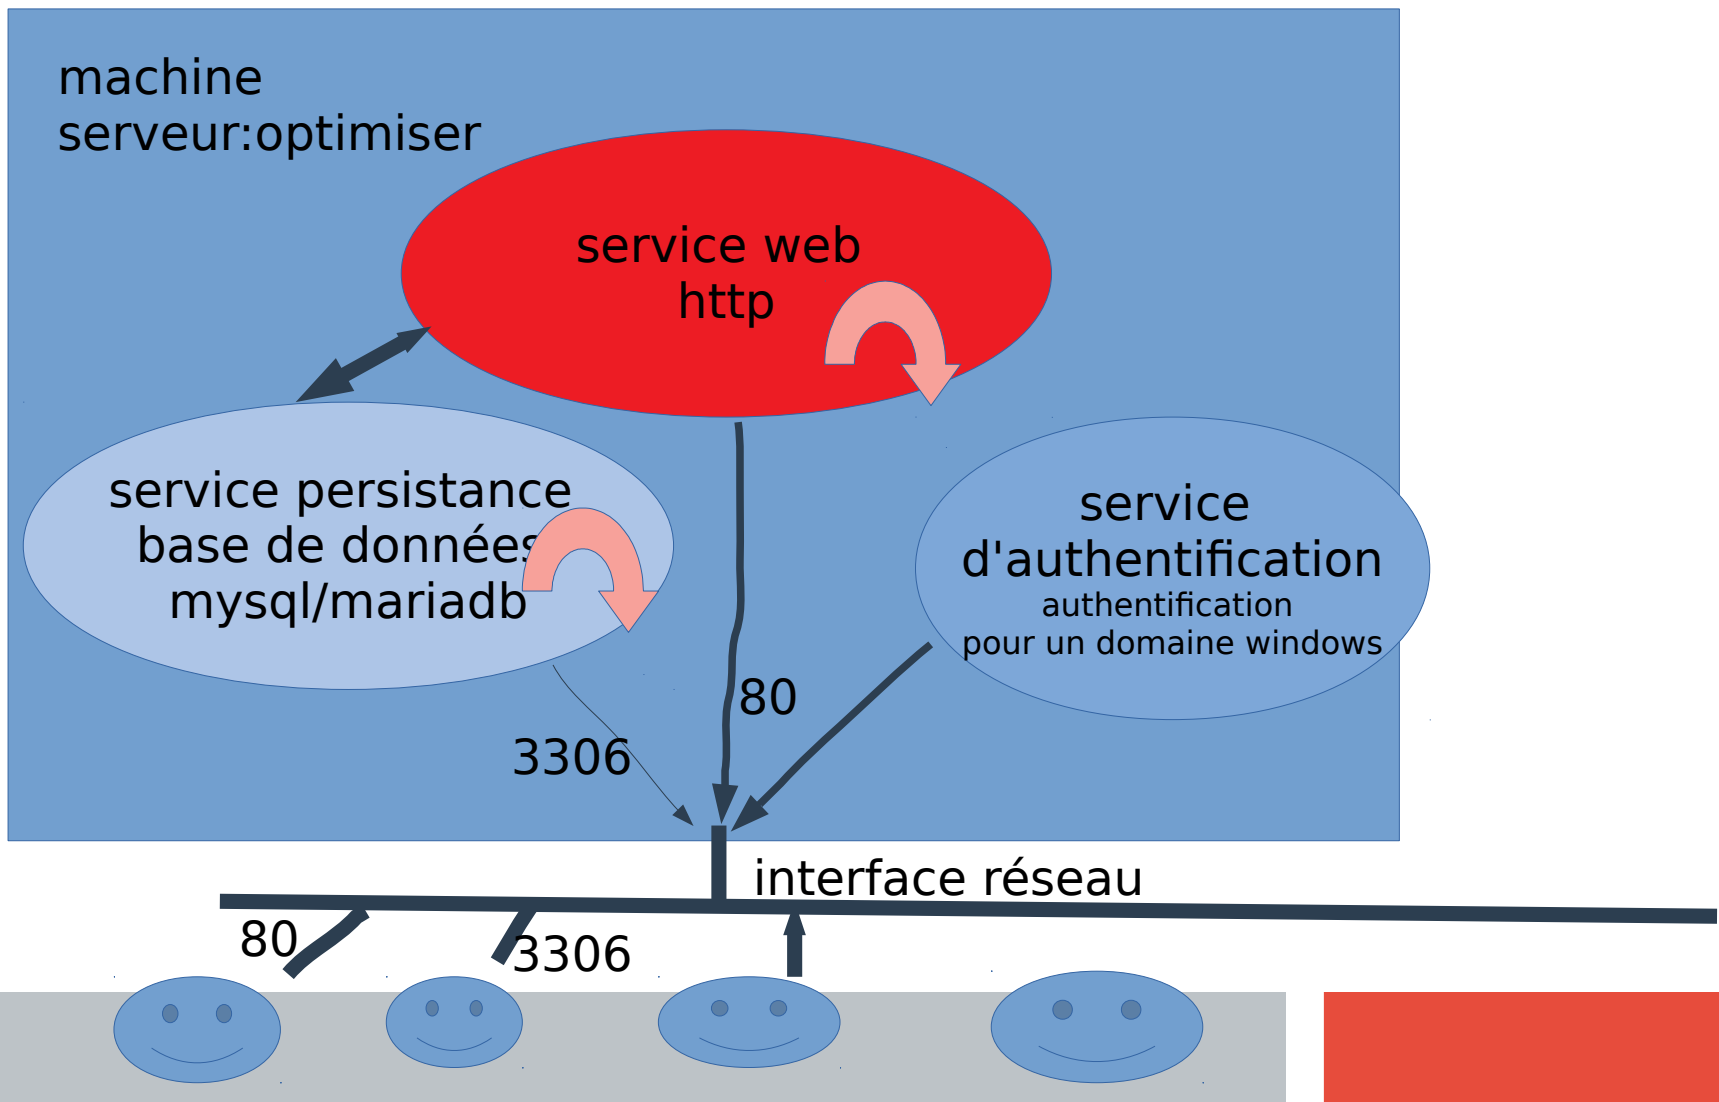 machine
serveur:optimiser
service web
http
service persistance
base de données
mysql/mariadb
service
d'authentification
authentification
pour un domaine windows
80
3306
interface réseau
80
3306